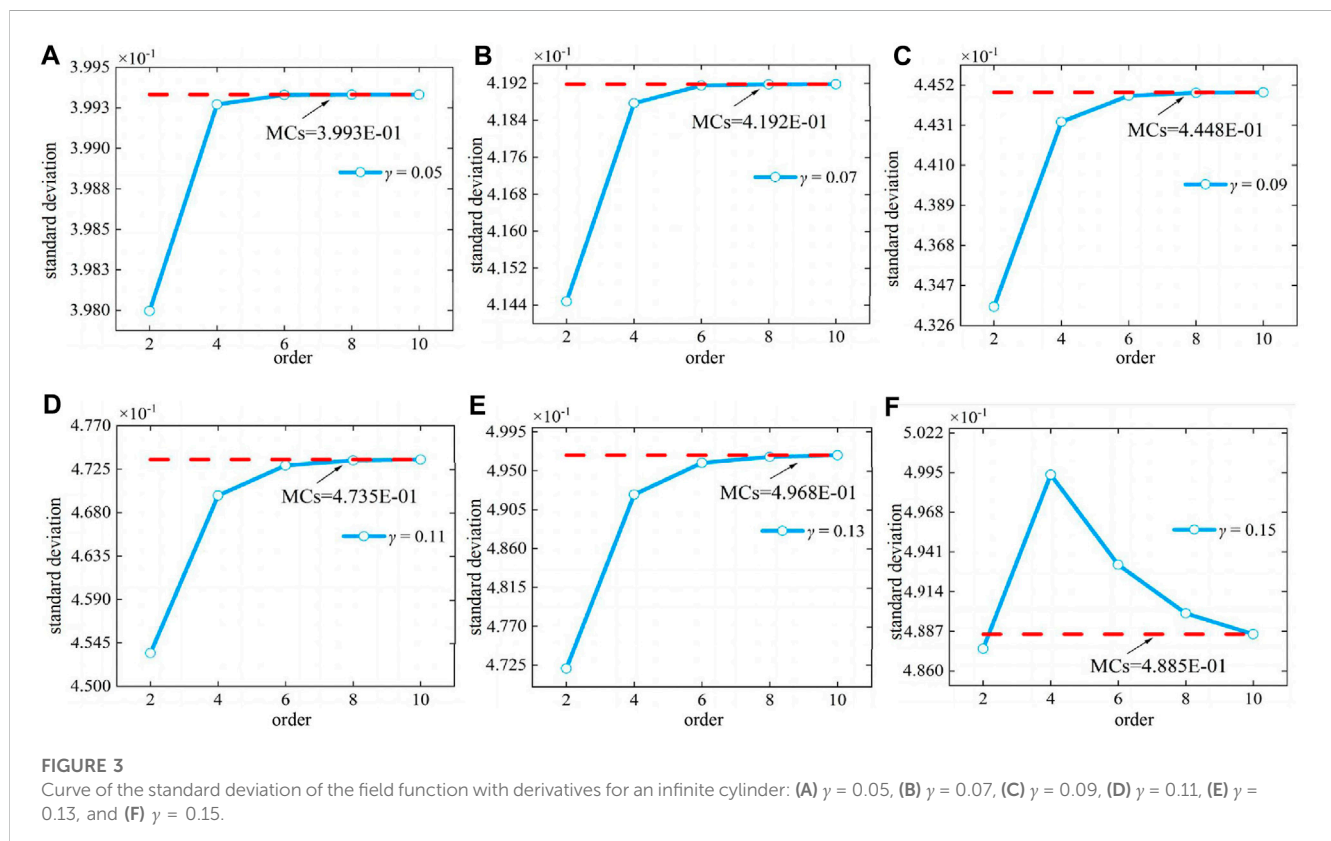 A
×10⁻¹
3.995
3.993
3.990
3.988
3.985
3.983
3.980
standard deviation
MCs=3.993E-01
γ = 0.05
2 4 6 8 10
order
B
×10⁻¹
4.192
4.184
4.176
4.168
4.160
4.152
4.144
standard deviation
MCs=4.192E-01
γ = 0.07
2 4 6 8 10
order
C
×10⁻¹
4.452
4.431
4.410
4.389
4.368
4.347
4.326
standard deviation
MCs=4.448E-01
γ = 0.09
2 4 6 8 10
order
D
×10⁻¹
4.770
4.725
4.680
4.635
4.590
4.545
4.500
standard deviation
MCs=4.735E-01
γ = 0.11
2 4 6 8 10
order
E
×10⁻¹
4.995
4.950
4.905
4.860
4.815
4.770
4.725
standard deviation
MCs=4.968E-01
γ = 0.13
2 4 6 8 10
order
F
×10⁻¹
5.022
4.995
4.968
4.941
4.914
4.887
4.860
standard deviation
γ = 0.15
MCs=4.885E-01
2 4 6 8 10
order
FIGURE 3
Curve of the standard deviation of the field function with derivatives for an infinite cylinder: (A) γ = 0.05, (B) γ = 0.07, (C) γ = 0.09, (D) γ = 0.11, (E) γ =
0.13, and (F) γ = 0.15.